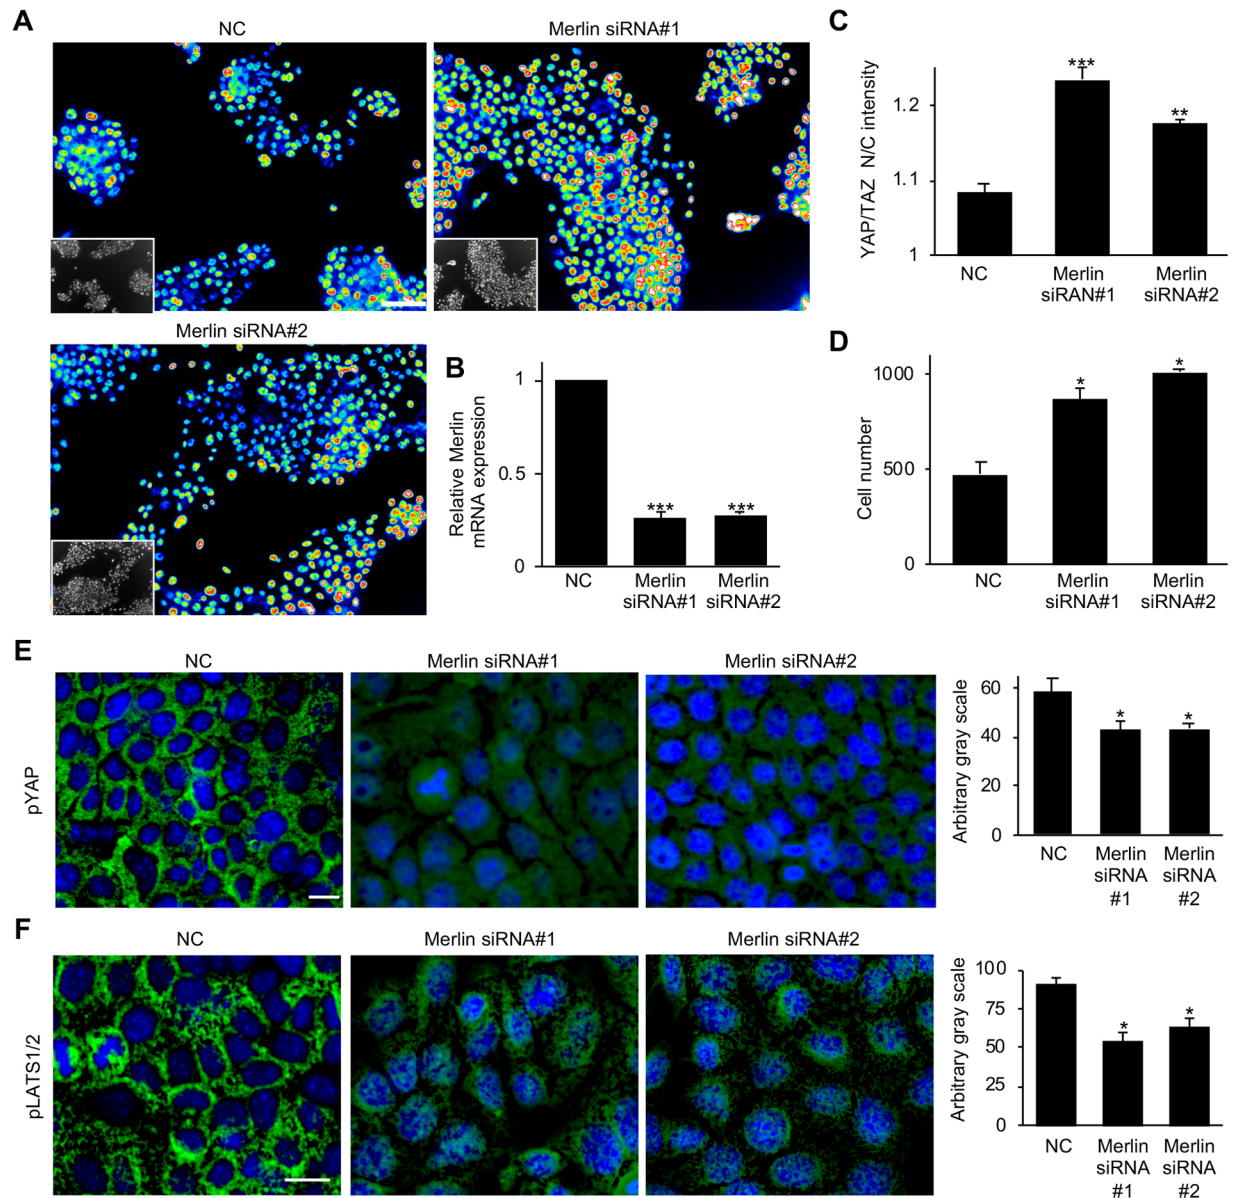 A
NC
Merlin siRNA#1
Merlin siRNA#2
B
Relative Merlin
mRNA expression
1
0.5
0
***
***
NC
Merlin
siRNA#1
Merlin
siRNA#2
C
YAP/TAZ N/C intensity
1.2
1.1
1
***
**
NC
Merlin
siRAN#1
Merlin
siRNA#2
D
Cell number
1000
500
0
*
*
NC
Merlin
siRNA#1
Merlin
siRNA#2
E
NC
Merlin siRNA#1
Merlin siRNA#2
pYAP
Arbitrary gray scale
60
40
20
0
*
*
NC
Merlin
siRNA
#1
Merlin
siRNA
#2
F
NC
Merlin siRNA#1
Merlin siRNA#2
pLATS1/2
Arbitrary gray scale
100
75
50
25
0
*
*
NC
Merlin
siRNA
#1
Merlin
siRNA
#2